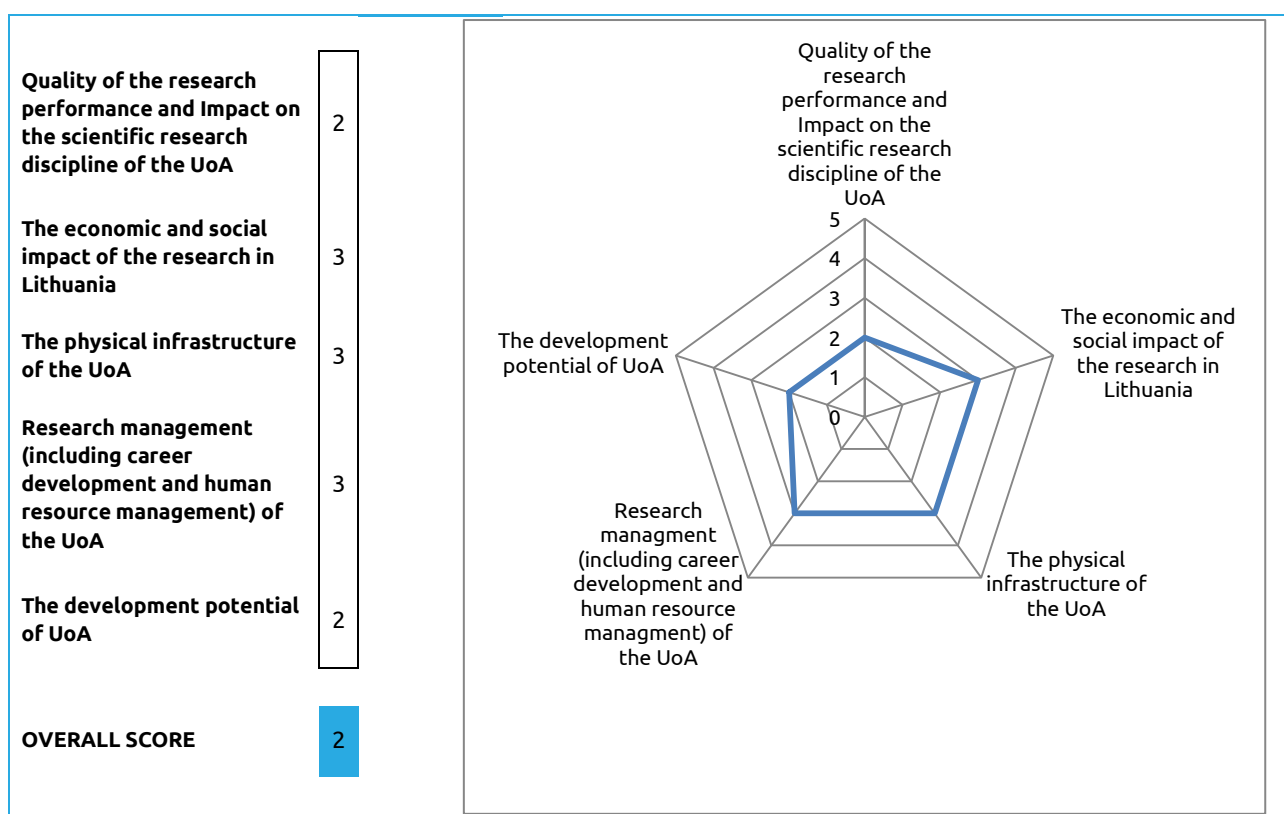 Quality of the research
performance and Impact on
the scientific research
discipline of the UoA
2
The economic and social
impact of the research in
Lithuania
3
The physical infrastructure
of the UoA
3
Research management
(including career
development and human
resource management) of
the UoA
3
The development potential
of UoA
2
OVERALL SCORE
2
Quality of the
research
performance and
Impact on the
scientific research
discipline of the
UoA
5
4
3
2
1
0
The economic and
social impact of
the research in
Lithuania
The physical
infrastructure of
the UoA
Research
managment
(including career
development and
human resource
managment) of
the UoA
The development
potential of UoA